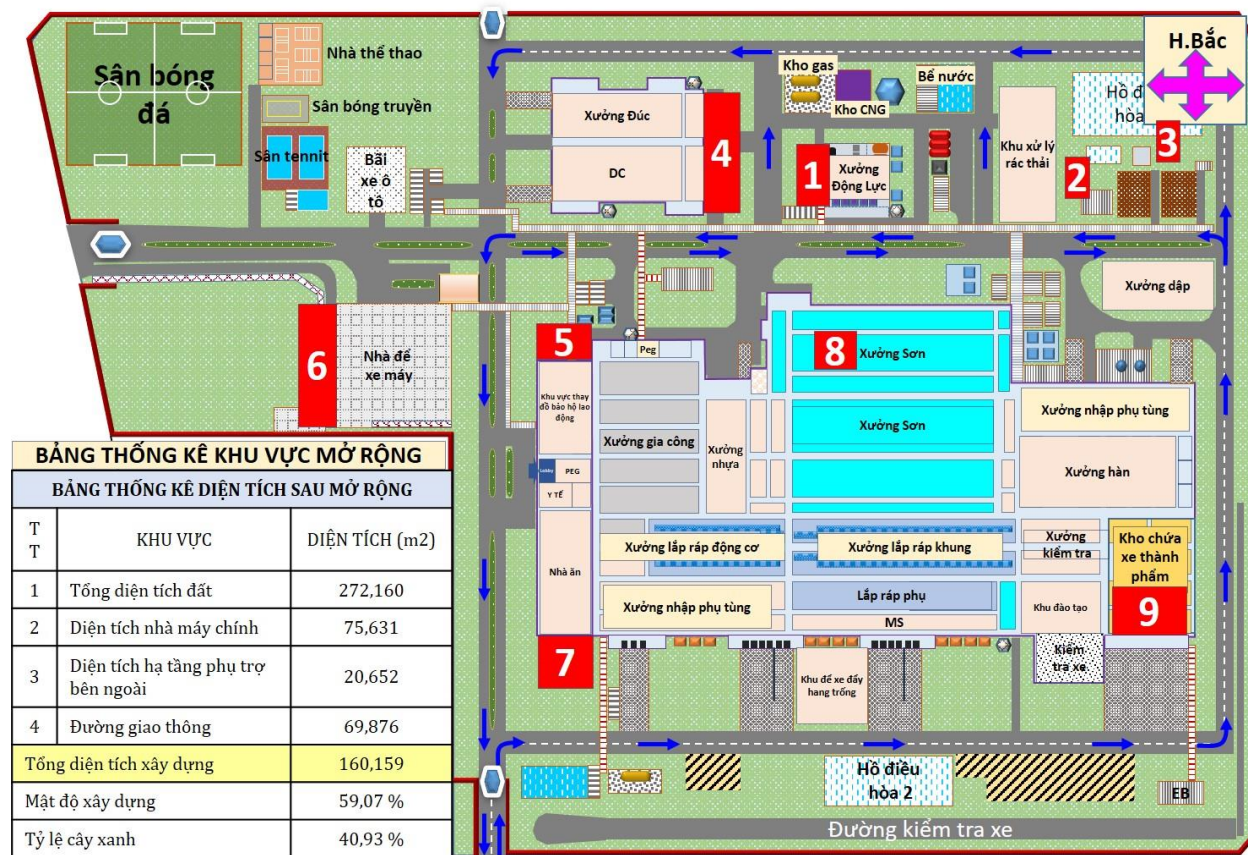 H.Bắc
Sân bóng
đá
Nhà thể thao
Sân bóng truyền
Sân tennit
Bãi
xe ô
tô
Xưởng Đúc
DC
4
Kho gas
Kho CNG
Bể nước
1
Xưởng
Động Lực
Khu xử lý
rác thải
Hồ đi
hòa
3
2
Xưởng dập
6
Nhà để
xe máy
5
Peg
8
Xưởng Sơn
Khu vực thay
đồ bảo hộ lao
động
Xưởng gia công
Xưởng
nhựa
Xưởng Sơn
Xưởng nhập phụ tùng
Xưởng hàn
Lobby
PEG
Y TẾ
Nhà ăn
Xưởng lắp ráp động cơ
Xưởng lắp ráp khung
Xưởng
kiểm tra
Kho chứa
xe thành
phẩm
Xưởng nhập phụ tùng
Lắp ráp phụ
MS
Khu đào tạo
9
7
Kiểm
tra xe
Khu để xe đẩy
hang trống
Hồ điều
hòa 2
EB
Đường kiểm tra xe
BẢNG THỐNG KÊ KHU VỰC MỞ RỘNG
BẢNG THỐNG KÊ DIỆN TÍCH SAU MỞ RỘNG
T
T
KHU VỰC
DIỆN TÍCH (m2)
1 Tổng diện tích đất 272,160
2 Diện tích nhà máy chính 75,631
3 Diện tích hạ tầng phụ trợ
bên ngoài 20,652
4 Đường giao thông 69,876
Tổng diện tích xây dựng 160,159
Mật độ xây dựng 59,07 %
Tỷ lệ cây xanh 40,93 %